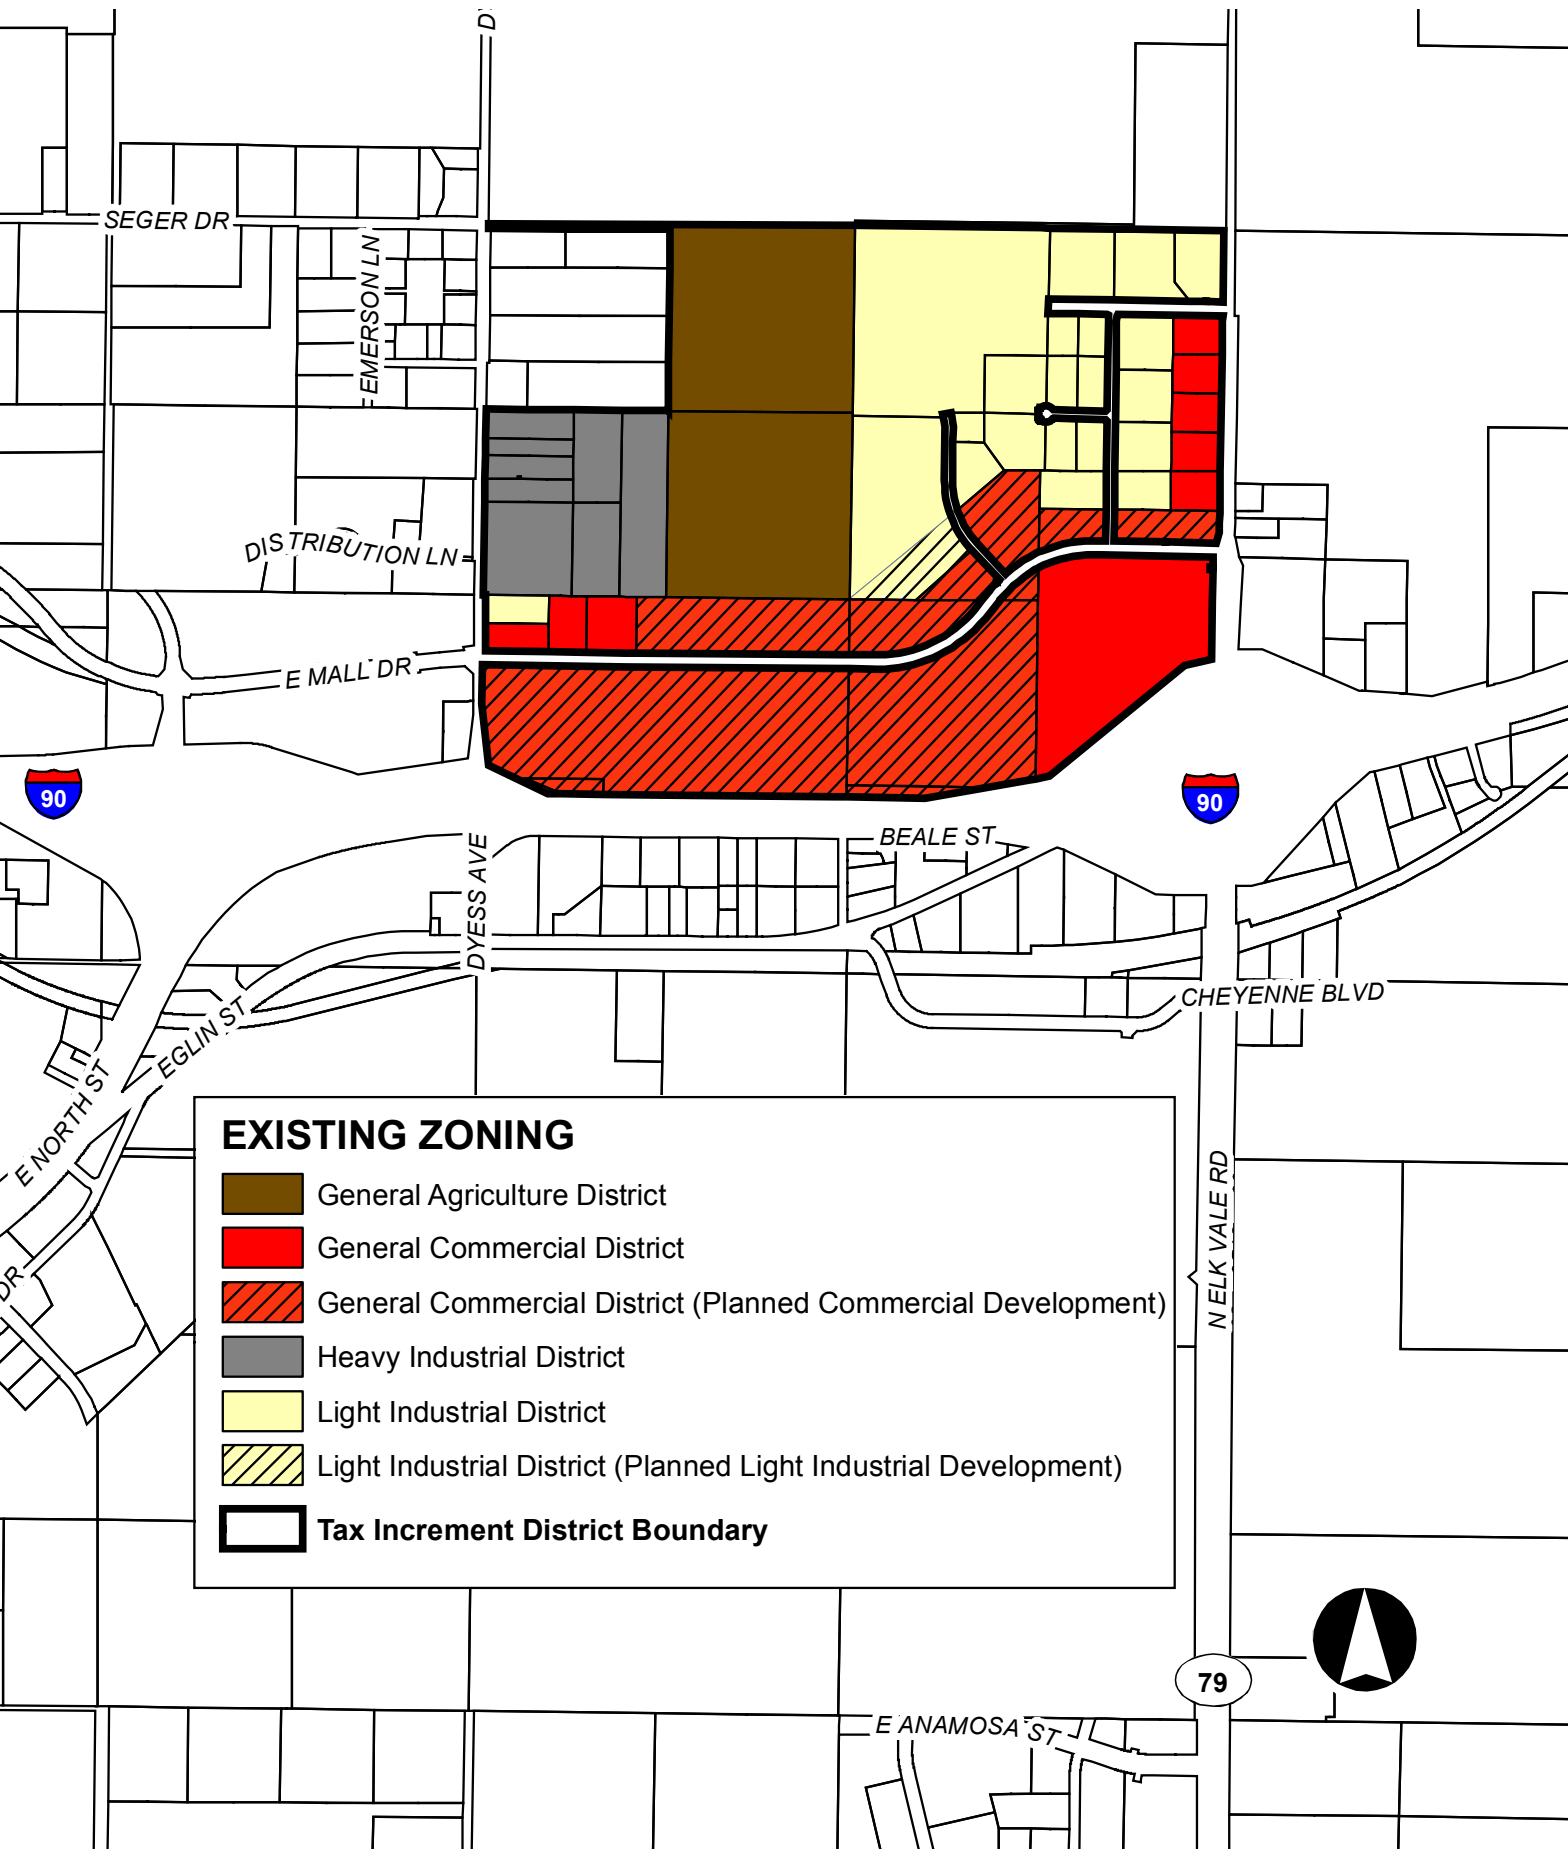 D
SEGER DR
EMERSON LN
DISTRIBUTION LN
E MALL DR
90
90
BEALE ST
DYESS AVE
CHEYENNE BLVD
EGLIN ST
E NORTH ST
EXISTING ZONING
General Agriculture District
N ELK VALE RD
General Commercial District
DR
General Commercial District (Planned Commercial Development)
Heavy Industrial District
Light Industrial District
Light Industrial District (Planned Light Industrial Development)
Tax Increment District Boundary
79
E ANAMOSA ST